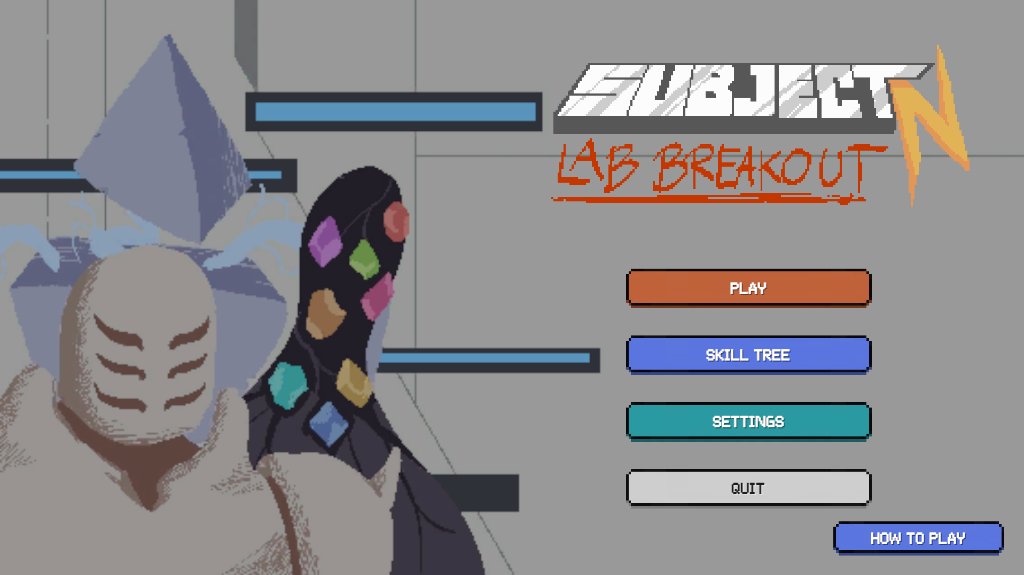 SUBJECT N
LAB BREAKOUT
PLAY
SKILL TREE
SETTINGS
QUIT
HOW TO PLAY